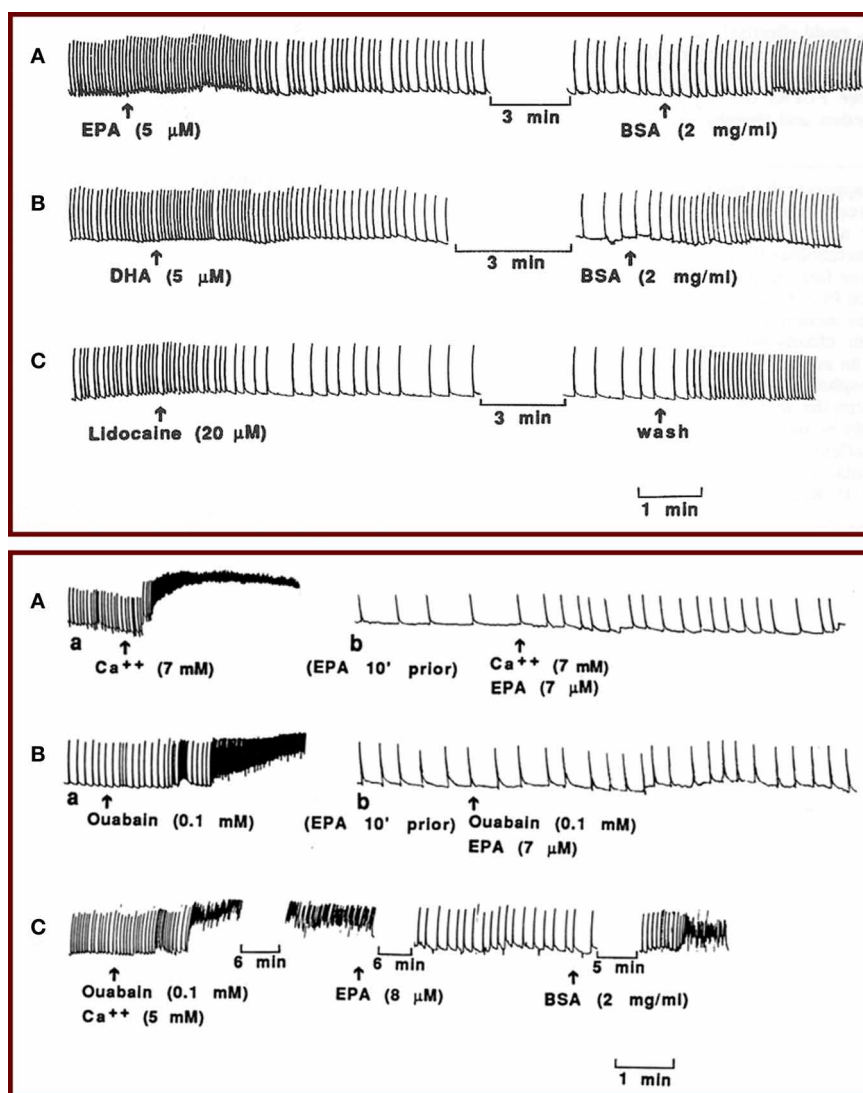 A
3 min
EPA (5 µM)
BSA (2 mg/ml)
B
3 min
DHA (5 µM)
BSA (2 mg/ml)
C
3 min
Lidocaine (20 µM)
wash
1 min
A
a
b
Ca++ (7 mM)
(EPA 10' prior)
Ca++ (7 mM)
EPA (7 µM)
B
a
b
Ouabain (0.1 mM)
(EPA 10' prior)
Ouabain (0.1 mM)
EPA (7 µM)
C
6 min
6 min
5 min
Ouabain (0.1 mM)
Ca++ (5 mM)
EPA (8 µM)
BSA (2 mg/ml)
1 min